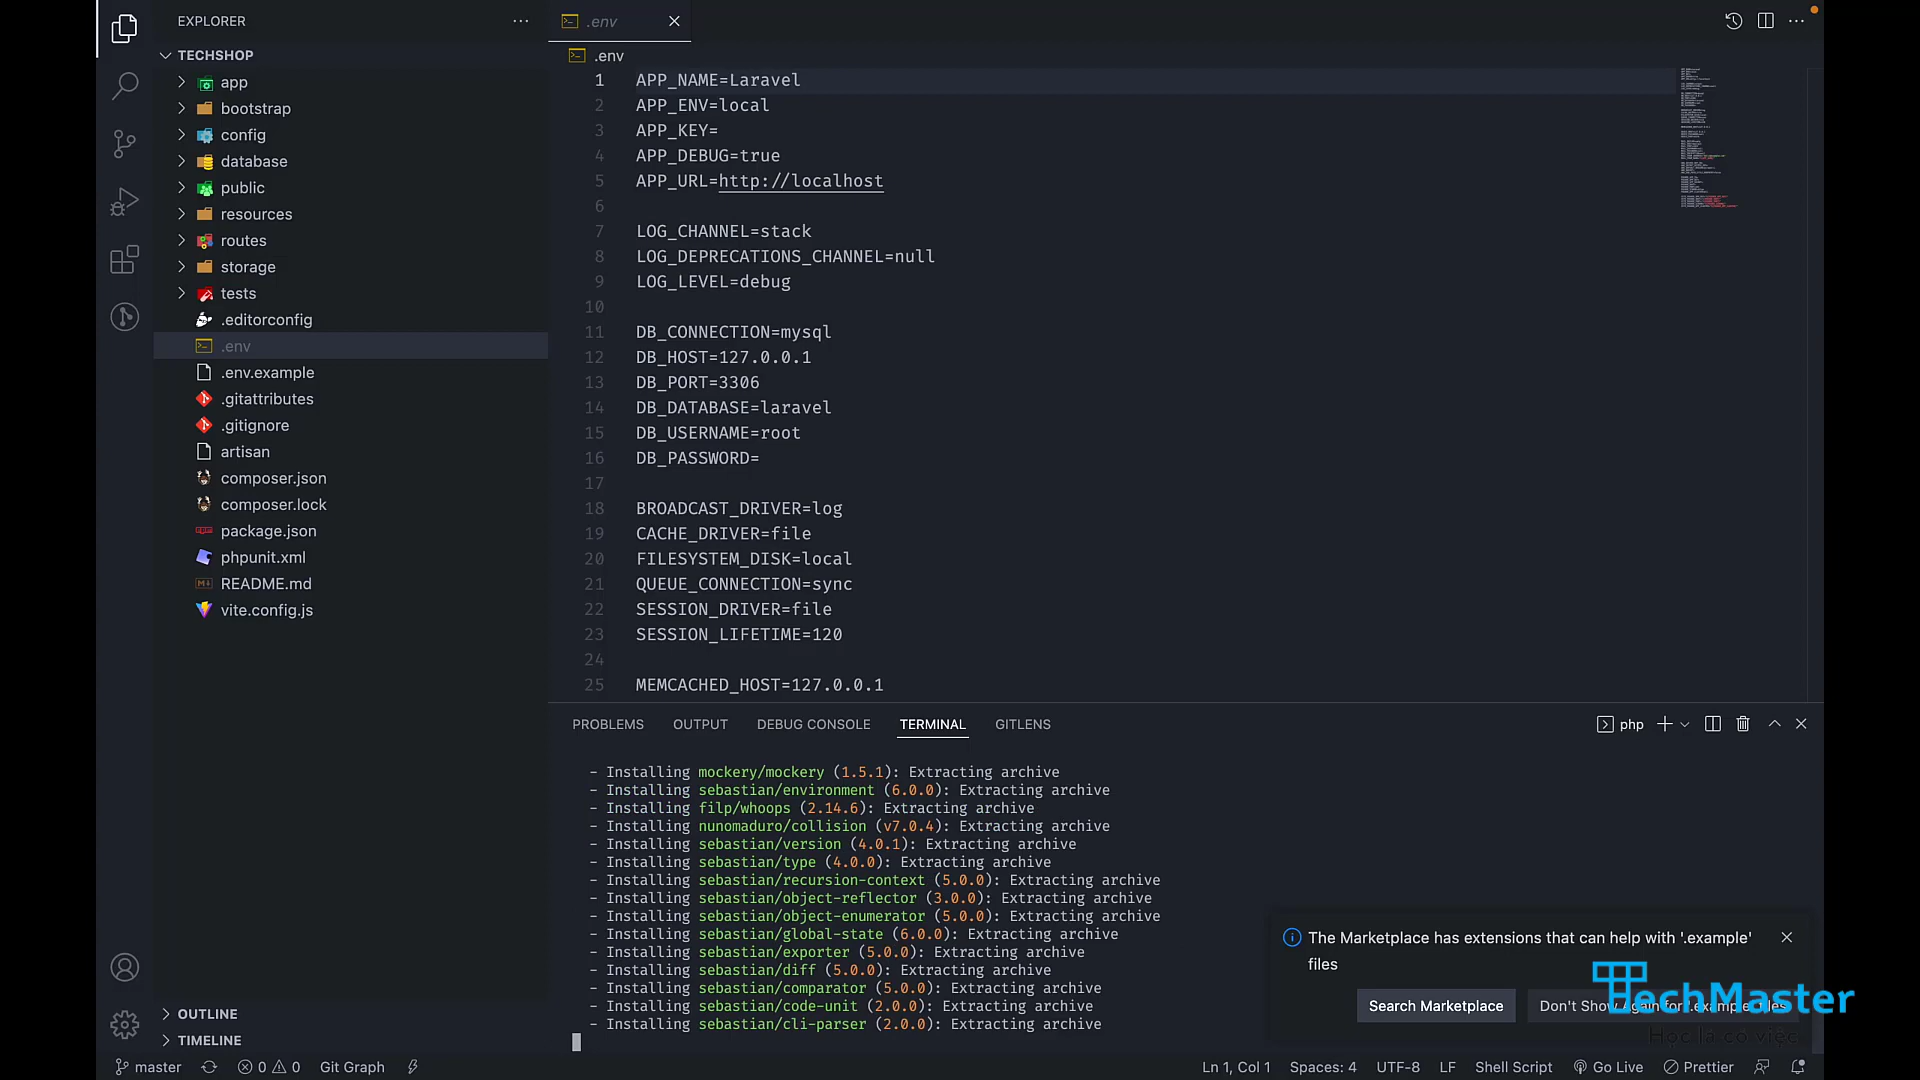 EXPLORER
TECHSHOP
app
bootstrap
config
database
public
resources
routes
storage
tests
.editorconfig
.env
.env.example
.gitattributes
.gitignore
artisan
composer.json
composer.lock
package.json
phpunit.xml
README.md
vite.config.js
OUTLINE
TIMELINE
.env
.env
1 APP_NAME=Laravel
2 APP_ENV=local
3 APP_KEY=
4 APP_DEBUG=true
5 APP_URL=http://localhost
6
7 LOG_CHANNEL=stack
8 LOG_DEPRECATIONS_CHANNEL=null
9 LOG_LEVEL=debug
10
11 DB_CONNECTION=mysql
12 DB_HOST=127.0.0.1
13 DB_PORT=3306
14 DB_DATABASE=laravel
15 DB_USERNAME=root
16 DB_PASSWORD=
17
18 BROADCAST_DRIVER=log
19 CACHE_DRIVER=file
20 FILESYSTEM_DISK=local
21 QUEUE_CONNECTION=sync
22 SESSION_DRIVER=file
23 SESSION_LIFETIME=120
24
25 MEMCACHED_HOST=127.0.0.1
PROBLEMS OUTPUT DEBUG CONSOLE TERMINAL GITLENS php
- Installing mockery/mockery (1.5.1): Extracting archive
- Installing sebastian/environment (6.0.0): Extracting archive
- Installing filp/whoops (2.14.6): Extracting archive
- Installing nunomaduro/collision (v7.0.4): Extracting archive
- Installing sebastian/version (4.0.1): Extracting archive
- Installing sebastian/type (4.0.0): Extracting archive
- Installing sebastian/recursion-context (5.0.0): Extracting archive
- Installing sebastian/object-reflector (3.0.0): Extracting archive
- Installing sebastian/object-enumerator (5.0.0): Extracting archive
- Installing sebastian/global-state (6.0.0): Extracting archive
- Installing sebastian/exporter (5.0.0): Extracting archive
- Installing sebastian/diff (5.0.0): Extracting archive
- Installing sebastian/comparator (5.0.0): Extracting archive
- Installing sebastian/code-unit (2.0.0): Extracting archive
- Installing sebastian/cli-parser (2.0.0): Extracting archive
The Marketplace has extensions that can help with '.example'
files
Search Marketplace
Don't Show Again for '.example' files
TechMaster
Học là có việc
master 0 0 Git Graph Ln 1, Col 1 Spaces: 4 UTF-8 LF Shell Script Go Live Prettier